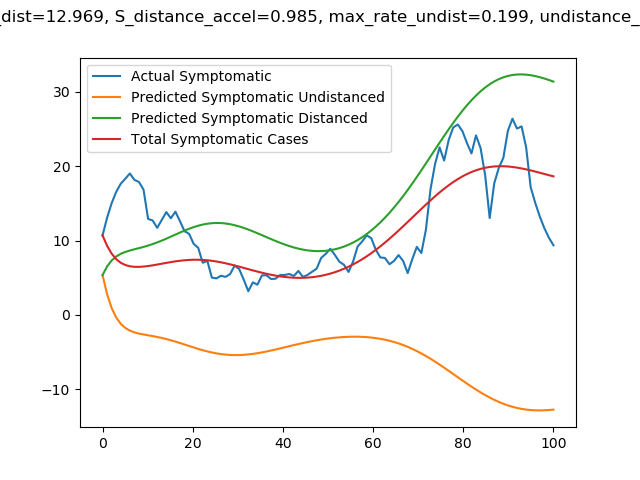 _dist=12.969, S_distance_accel=0.985, max_rate_undist=0.199, undistance_
Actual Symptomatic
Predicted Symptomatic Undistanced
Predicted Symptomatic Distanced
Total Symptomatic Cases
30
20
10
0
−10
0 20 40 60 80 100